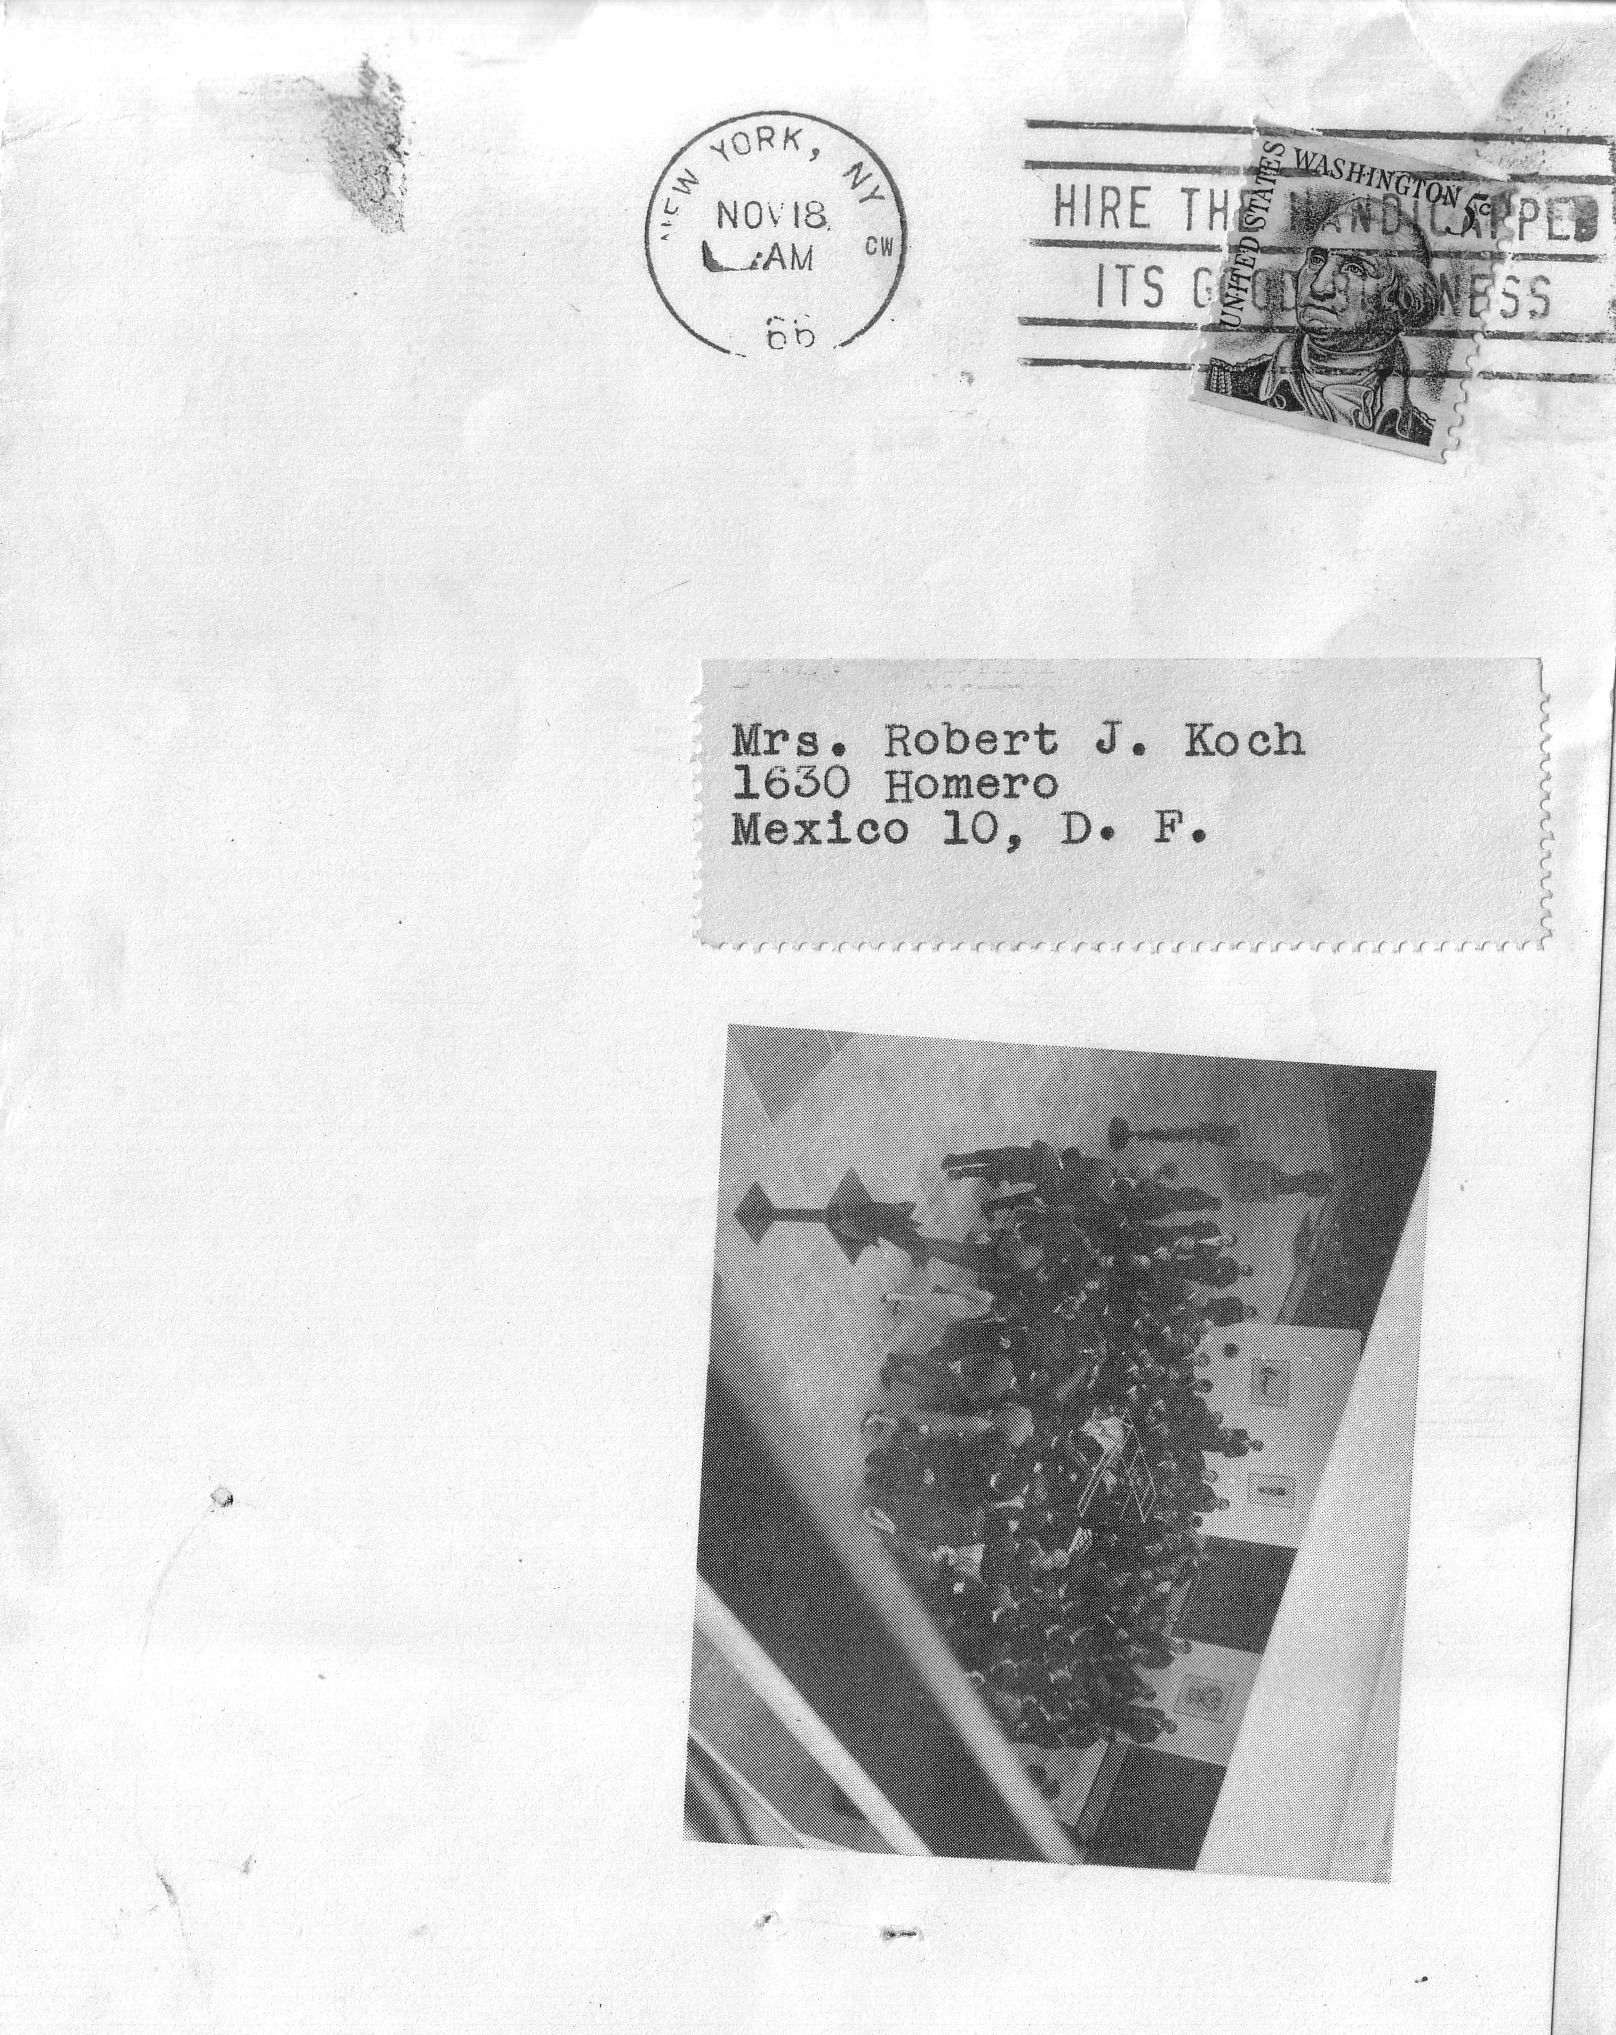 NEW YORK, NY
NOV 18
AM
CW
66
UNITED STATES
WASHINGTON 5c
HIRE THE HANDICAPPED
ITS GOOD BUSINESS
Mrs. Robert J. Koch
1630 Homero
Mexico 10, D. F.